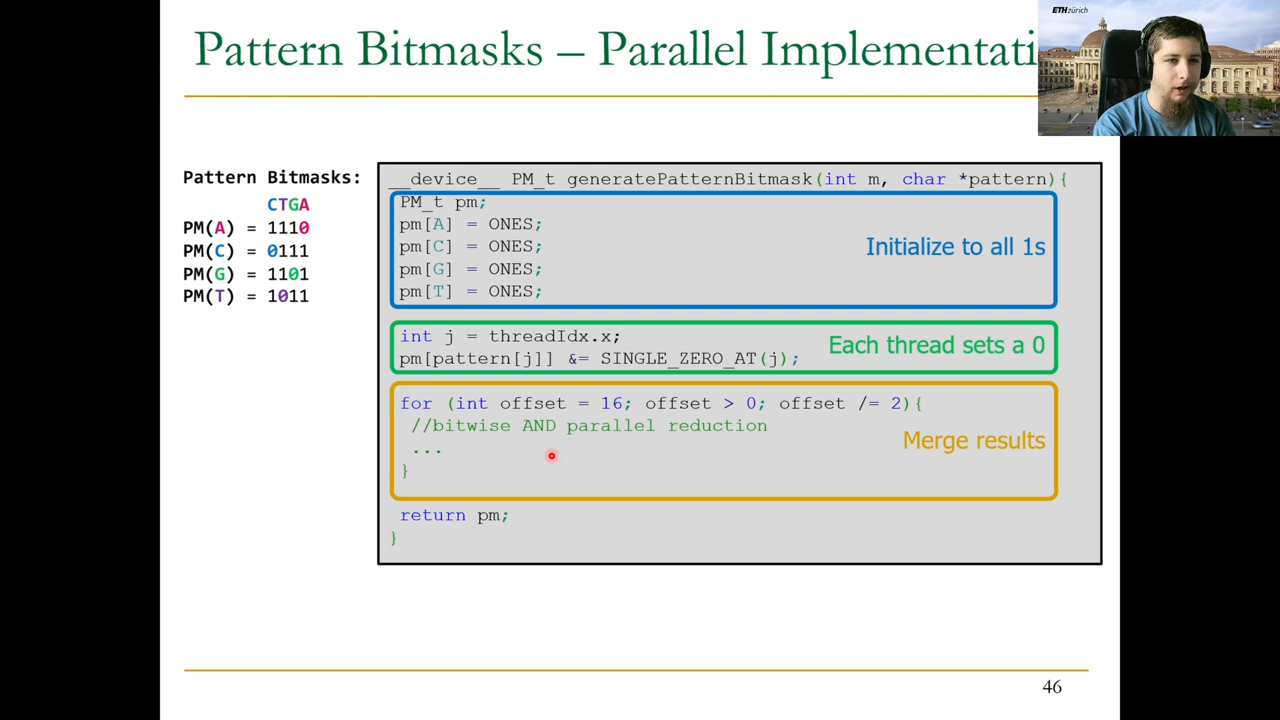 Pattern Bitmasks – Parallel Implementati
ETH zürich
Pattern Bitmasks:
CTGA
PM(A) = 1110
PM(C) = 0111
PM(G) = 1101
PM(T) = 1011
__device__ PM_t generatePatternBitmask(int m, char *pattern){
PM_t pm;
pm[A] = ONES;
pm[C] = ONES;
pm[G] = ONES;
pm[T] = ONES;
Initialize to all 1s
int j = threadIdx.x;
pm[pattern[j]] &= SINGLE_ZERO_AT(j);
Each thread sets a 0
for (int offset = 16; offset > 0; offset /= 2){
//bitwise AND parallel reduction
...
}
Merge results
return pm;
}
46